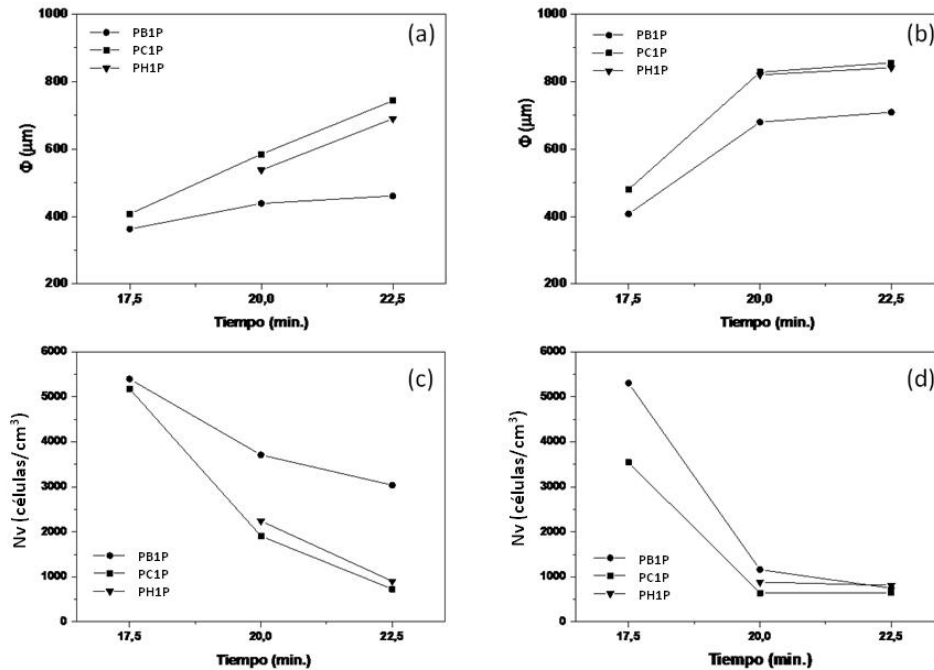 1000
800
600
400
200
Φ (μm)
PB1P
PC1P
PH1P
(a)
17,5
20,0
22,5
Tiempo (min.)
1000
800
600
400
200
Φ (μm)
PB1P
PC1P
PH1P
(b)
17,5
20,0
22,5
Tiempo (min.)
6000
5000
4000
3000
2000
1000
0
Nv (células/cm³)
PB1P
PC1P
PH1P
(c)
17,5
20,0
22,5
Tiempo (min.)
6000
5000
4000
3000
2000
1000
0
Nv (células/cm³)
PB1P
PC1P
PH1P
(d)
17,5
20,0
22,5
Tiempo (min.)